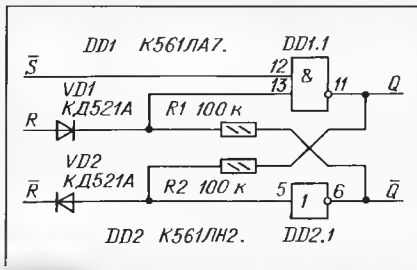 DD1 К561ЛА7. DD1.1
S̅ 12 & 11 Q
VD1 13
КД521А
R R1 100 к
VD2
КД521А
R̅ R2 100 к 5 1 6 Q̅
DD2 К561ЛН2. DD2.1